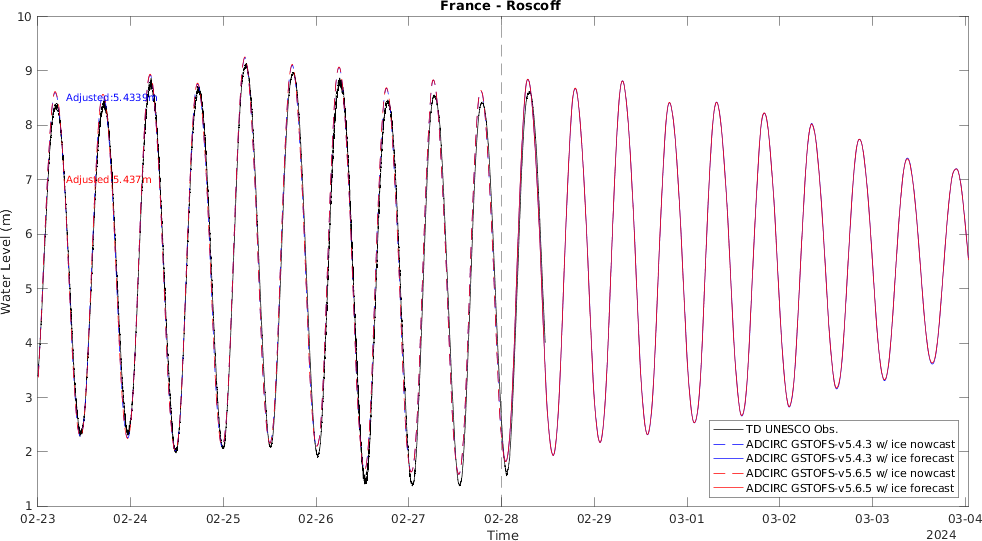 France - Roscoff
10
9
8
7
6
5
4
3
2
1
Water Level (m)
Adjusted:5.4339m
Adjusted:5.437m
TD UNESCO Obs.
ADCIRC GSTOFS-v5.4.3 w/ ice nowcast
ADCIRC GSTOFS-v5.4.3 w/ ice forecast
ADCIRC GSTOFS-v5.6.5 w/ ice nowcast
ADCIRC GSTOFS-v5.6.5 w/ ice forecast
02-23 02-24 02-25 02-26 02-27 02-28 02-29 03-01 03-02 03-03 03-04
Time
2024